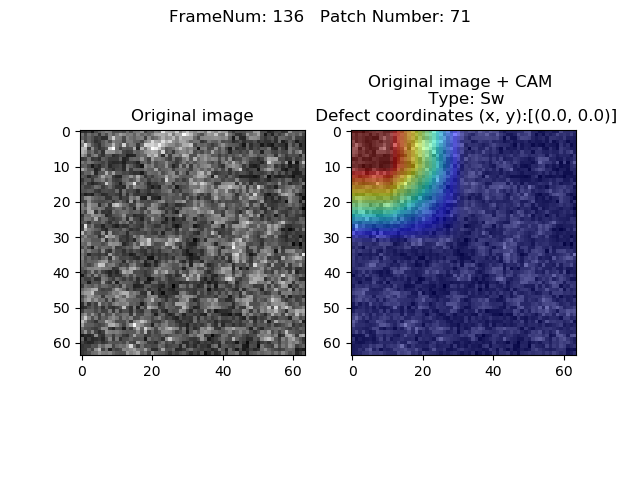 FrameNum: 136   Patch Number: 71
Original image
Original image + CAM
Type: Sw
Defect coordinates (x, y):[(0.0, 0.0)]
0
10
20
30
40
50
60
0 20 40 60
0
10
20
30
40
50
60
0 20 40 60